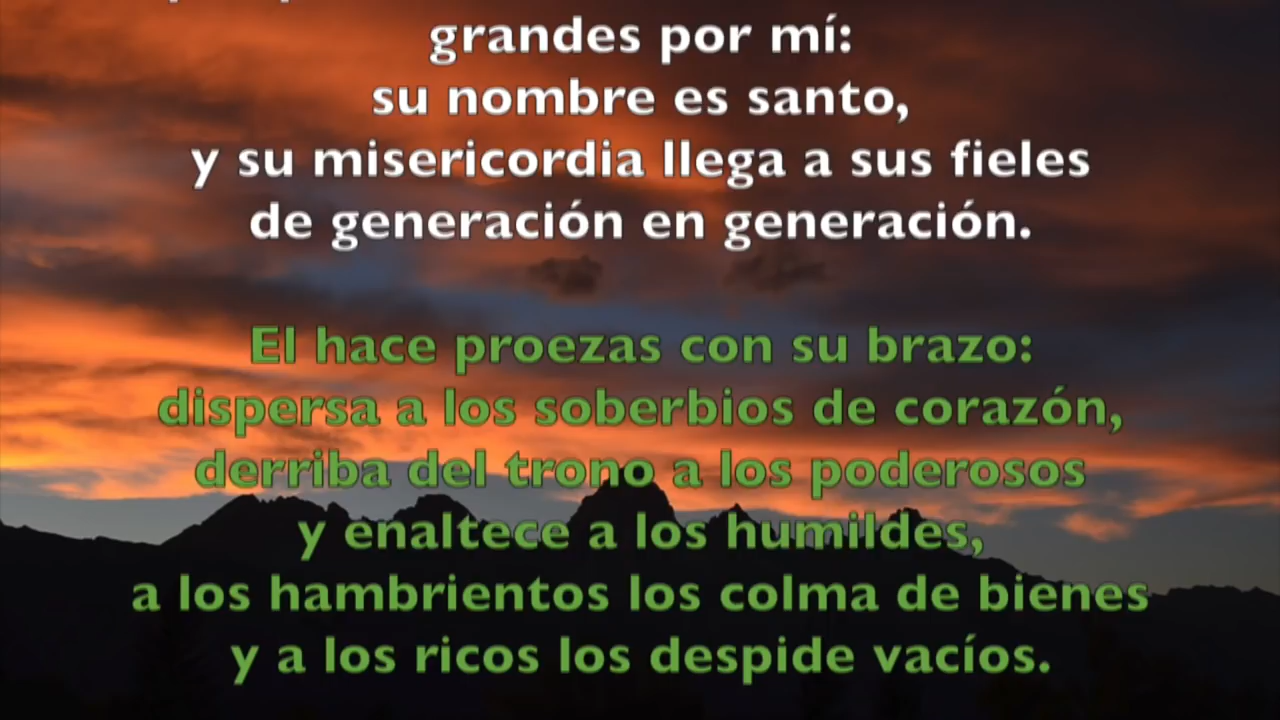 grandes por mí:
su nombre es santo,
y su misericordia llega a sus fieles
de generación en generación.
El hace proezas con su brazo:
dispersa a los soberbios de corazón,
derriba del trono a los poderosos
y enaltece a los humildes,
a los hambrientos los colma de bienes
y a los ricos los despide vacíos.